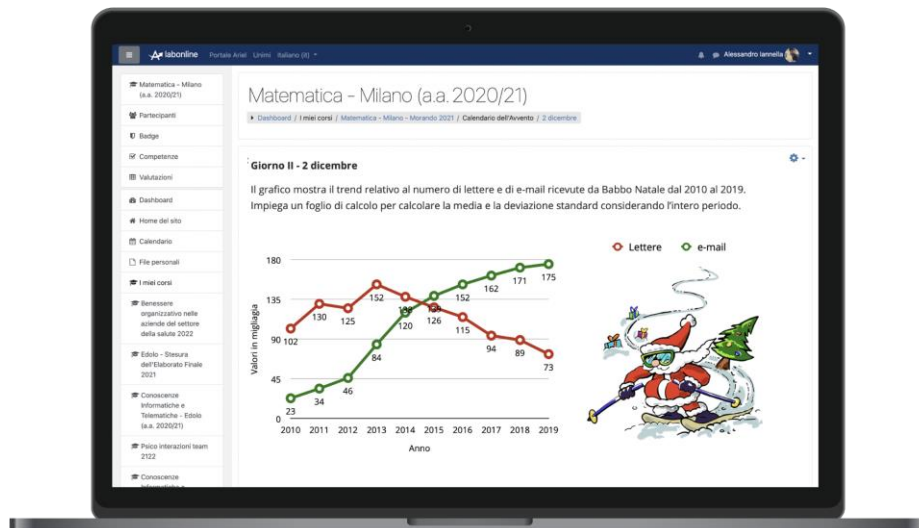 labonline Portale Ariel Unimi Italiano (it)
Alessandro Iannella
Matematica - Milano
(a.a. 2020/21)
Partecipanti
Badge
Competenze
Valutazioni
Dashboard
Home del sito
Calendario
File personali
I miei corsi
Benessere
organizzativo nelle
aziende del settore
della salute 2022
Edolo - Stesura
dell'Elaborato Finale
2021
Conoscenze
Informatiche e
Telematiche - Edolo
(a.a. 2020/21)
Psico interazioni team
2122
Conoscenze
Matematica - Milano (a.a. 2020/21)
Dashboard / I miei corsi / Matematica - Milano - Morando 2021 / Calendario dell'Avvento / 2 dicembre
Giorno II - 2 dicembre
Il grafico mostra il trend relativo al numero di lettere e di e-mail ricevute da Babbo Natale dal 2010 al 2019.
Impiega un foglio di calcolo per calcolare la media e la deviazione standard considerando l'intero periodo.
Lettere e-mail
Valori in migliagia
180
135
90
45
0
102 130 125 152 138 126 115 94 89 73
23 34 46 84 120 139 152 162 171 175
2010 2011 2012 2013 2014 2015 2016 2017 2018 2019
Anno